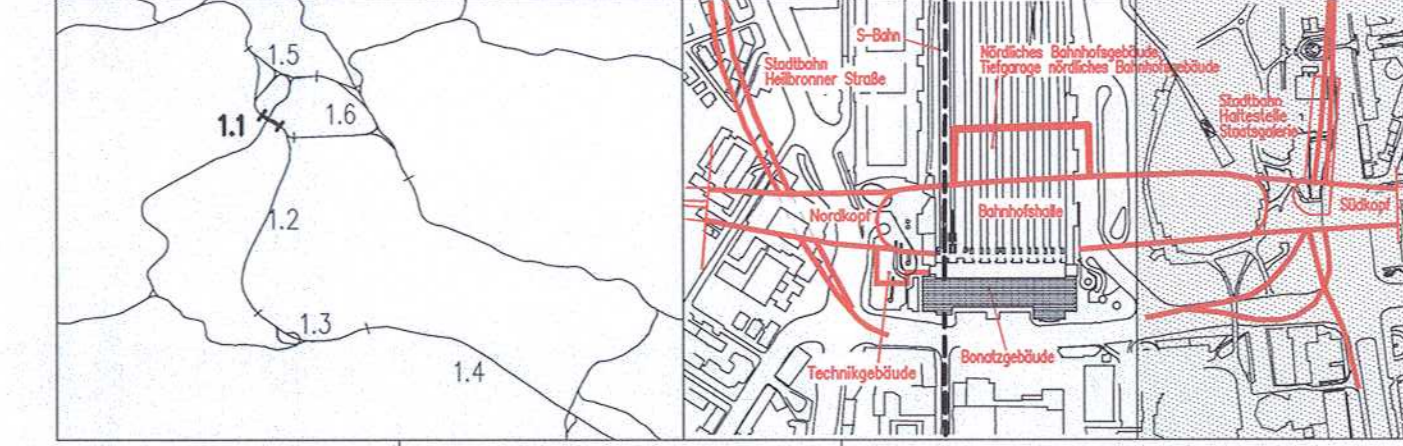 1.5
1.6
1.1
1.2
1.3
1.4
S-Bahn
Nördliches Bahnhofsgebäude,
Tiefgarage nördliches Bahnhofsgebäude
Stadtbahn
Heilbronner Straße
Stadtbahn
Haltestelle
Staatsgalerie
Nordkopf
Bahnhofshalle
Südkopf
Technikgebäude
Bonatzgebäude